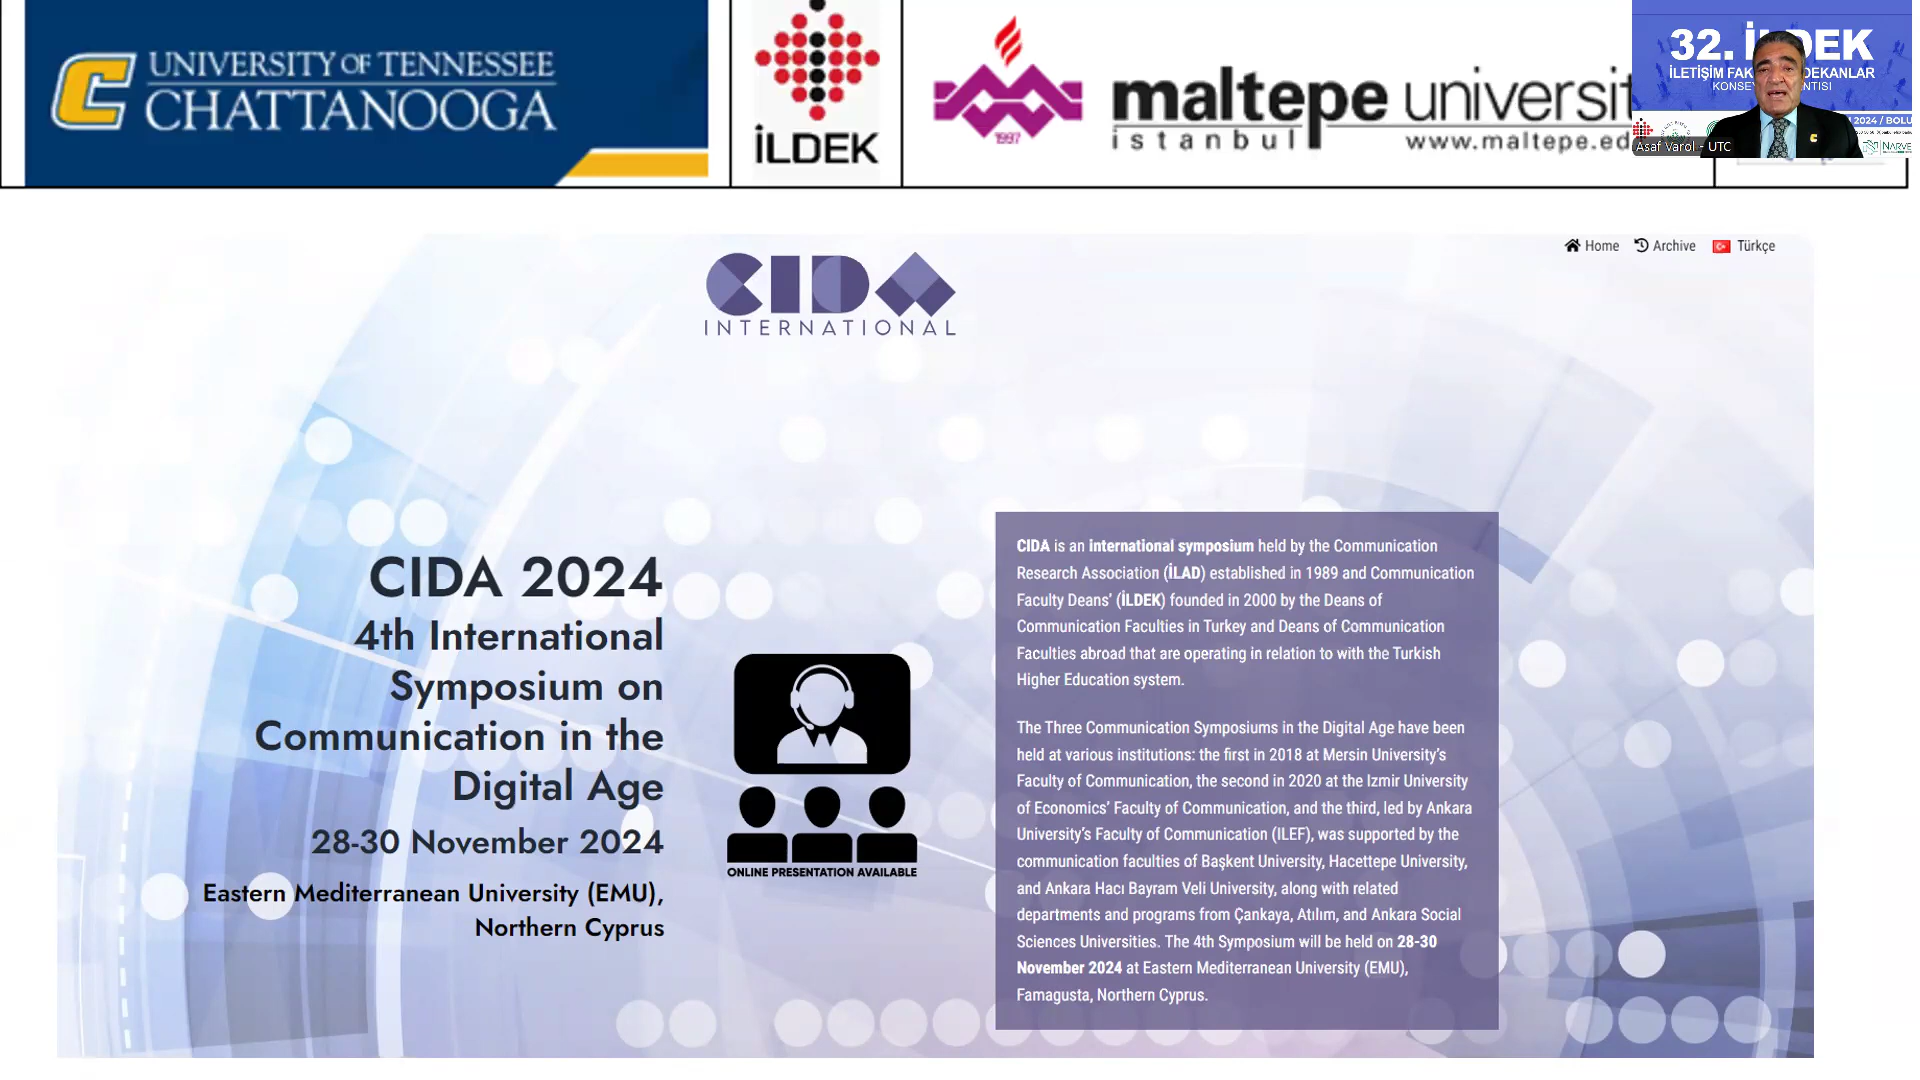 UNIVERSITY OF TENNESSEE
CHATTANOOGA
İLDEK
1997
maltepe universit
istanbul
www.maltepe.ed
32. İLDEK
İLETİŞİM FAK DEKANLAR
KONSEY NTISI
2024 / BOLU
NARVE
Asaf Varol - UTC
Home Archive Türkçe
CIDA
INTERNATIONAL
CIDA 2024
4th International
Symposium on
Communication in the
Digital Age
28-30 November 2024
Eastern Mediterranean University (EMU),
Northern Cyprus
ONLINE PRESENTATION AVAILABLE
CIDA is an international symposium held by the Communication
Research Association (İLAD) established in 1989 and Communication
Faculty Deans’ (İLDEK) founded in 2000 by the Deans of
Communication Faculties in Turkey and Deans of Communication
Faculties abroad that are operating in relation to with the Turkish
Higher Education system.
The Three Communication Symposiums in the Digital Age have been
held at various institutions: the first in 2018 at Mersin University’s
Faculty of Communication, the second in 2020 at the Izmir University
of Economics’ Faculty of Communication, and the third, led by Ankara
University’s Faculty of Communication (ILEF), was supported by the
communication faculties of Başkent University, Hacettepe University,
and Ankara Hacı Bayram Veli University, along with related
departments and programs from Çankaya, Atılım, and Ankara Social
Sciences Universities. The 4th Symposium will be held on 28-30
November 2024 at Eastern Mediterranean University (EMU),
Famagusta, Northern Cyprus.